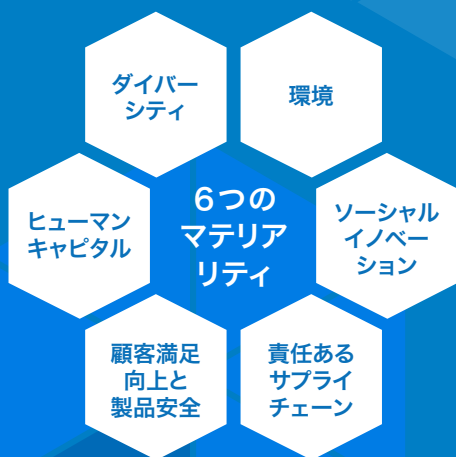 ダイバー
シティ
環境
ヒューマン
キャピタル
6つの
マテリア
リティ
ソーシャル
イノベー
ション
顧客満足
向上と
製品安全
責任ある
サプライ
チェーン